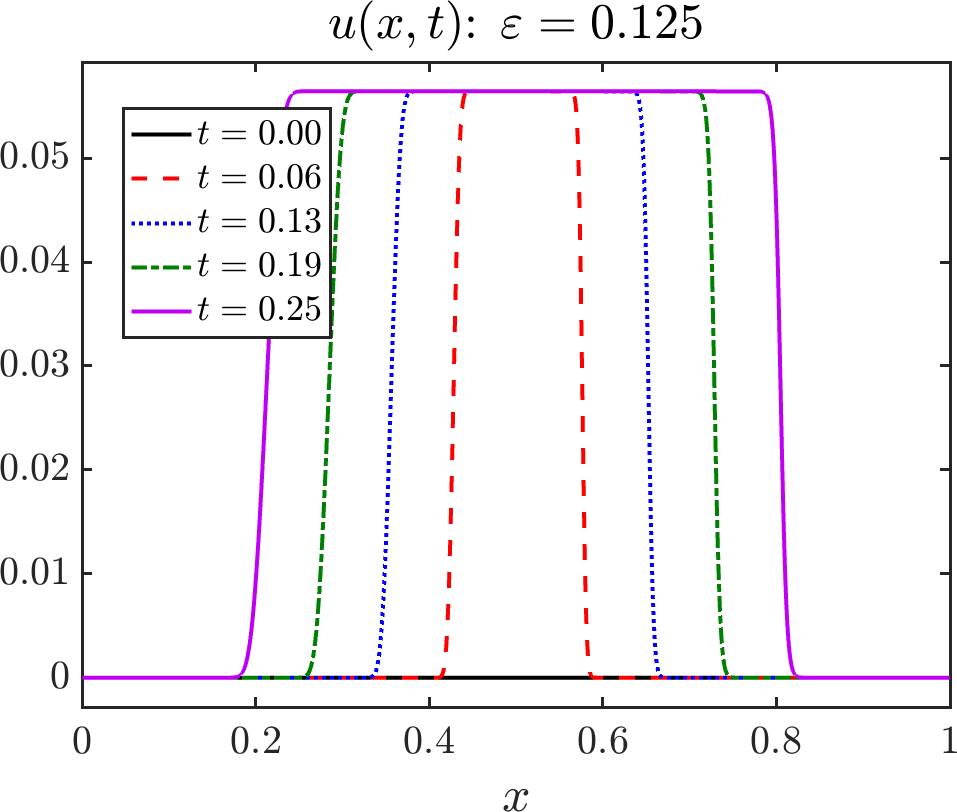 u(x, t): ε = 0.125
0.05
0.04
0.03
0.02
0.01
0
t = 0.00
t = 0.06
t = 0.13
t = 0.19
t = 0.25
0 0.2 0.4 0.6 0.8 1
x